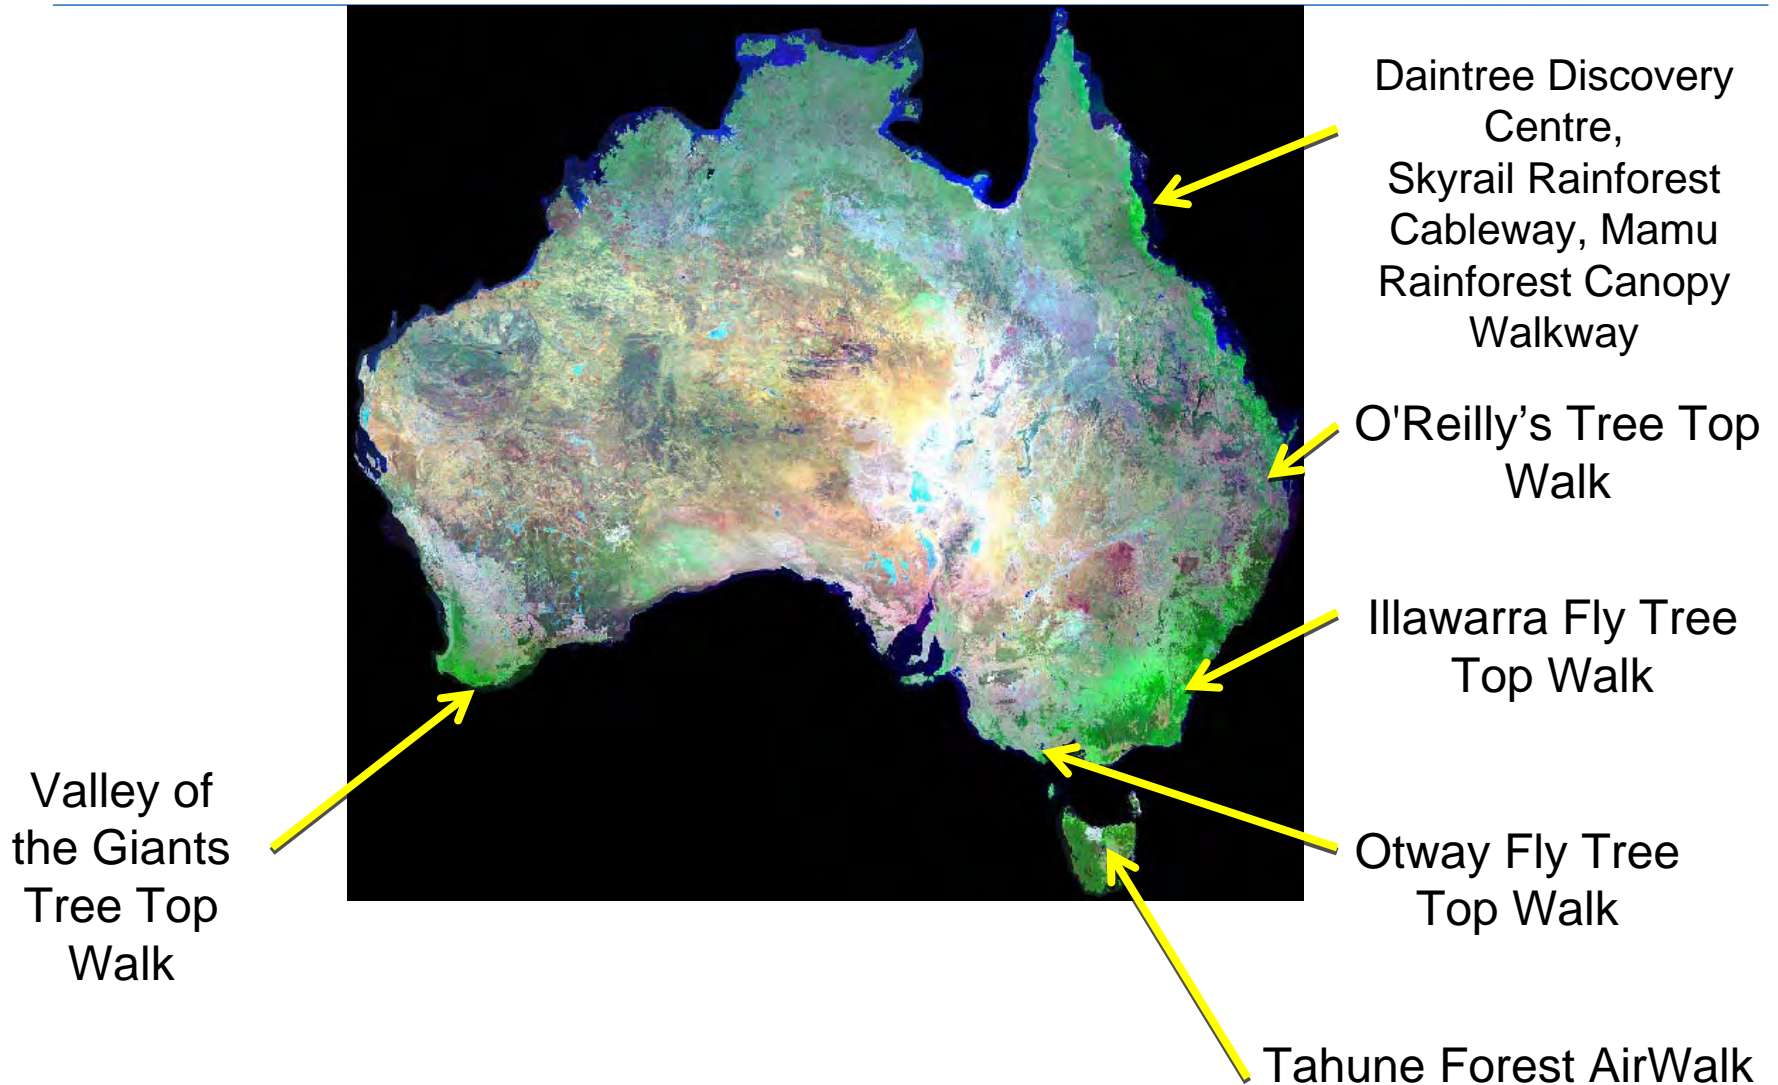 Daintree Discovery
Centre,
Skyrail Rainforest
Cableway, Mamu
Rainforest Canopy
Walkway
O'Reilly’s Tree Top
Walk
Illawarra Fly Tree
Top Walk
Valley of
the Giants
Tree Top
Walk
Otway Fly Tree
Top Walk
Tahune Forest AirWalk